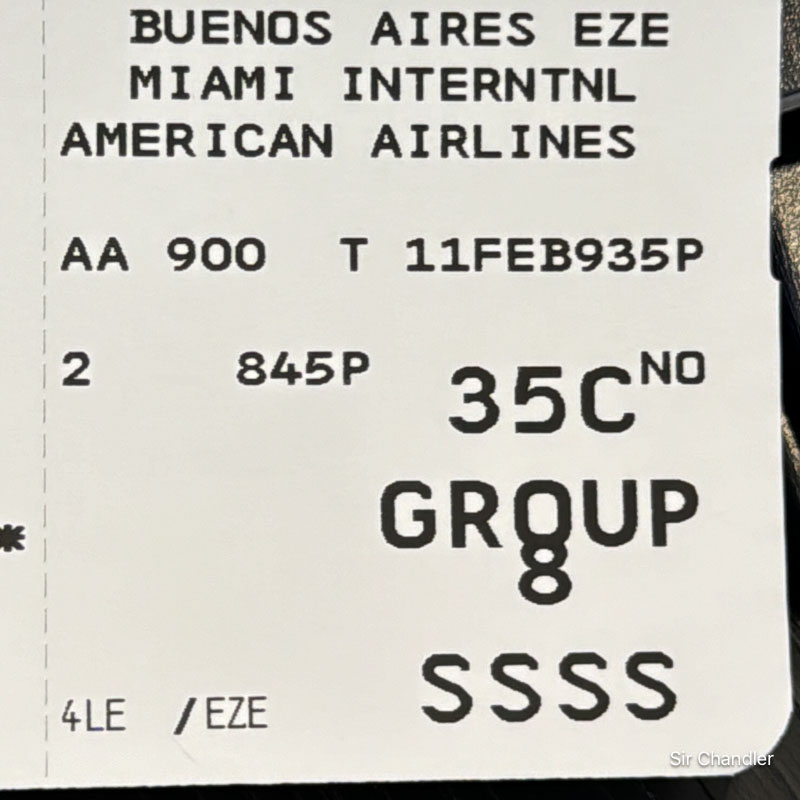 BUENOS AIRES EZE
MIAMI INTERNTNL
AMERICAN AIRLINES
AA 900 T 11FEB935P
2 845P 35C NO
GROUP
8
SSSS
*
4LE /EZE
Sir Chandler